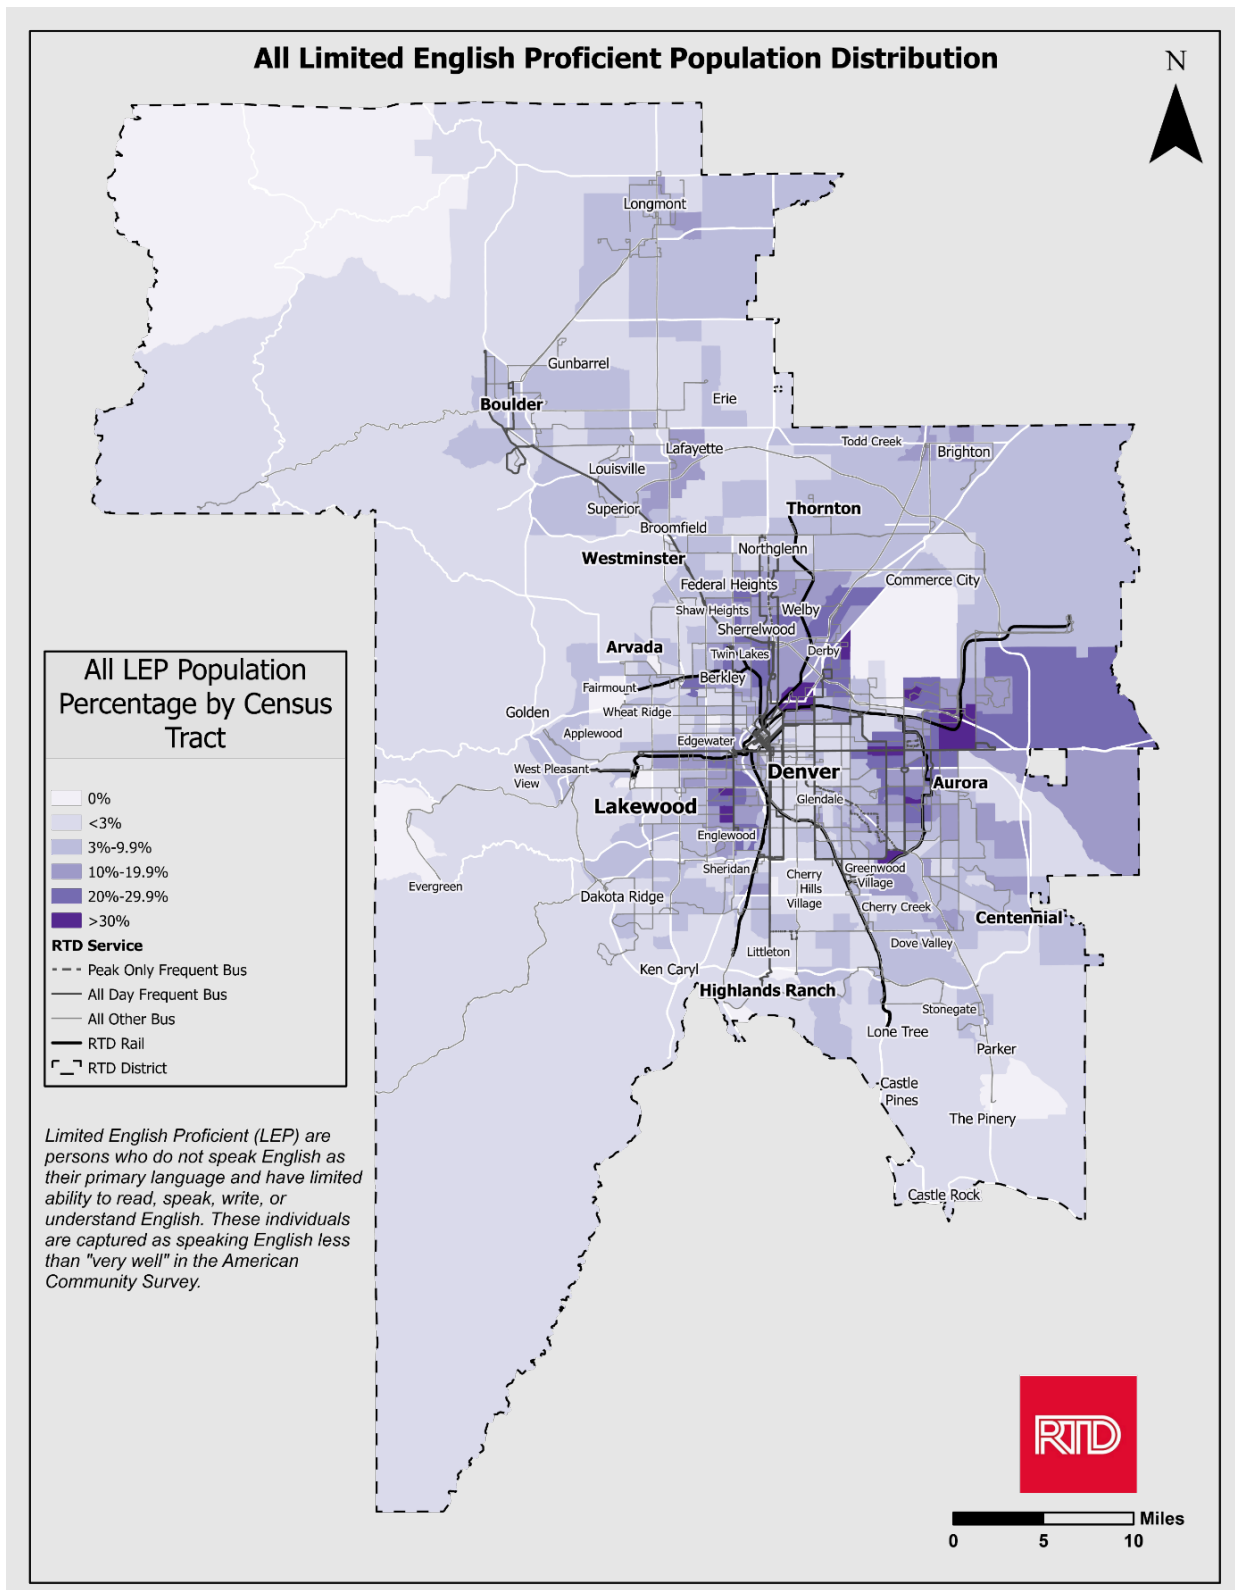 All Limited English Proficient Population Distribution
N
Longmont
Gunbarrel
Boulder
Erie
Todd Creek
Brighton
Lafayette
Louisville
Superior
Thornton
Broomfield
Northglenn
Westminster
Federal Heights
Commerce City
Shaw Heights
Welby
Sherrelwood
Arvada
Twin Lakes
Derby
Berkley
Fairmount
Golden
Wheat Ridge
Applewood
Edgewater
West Pleasant
View
Denver
Aurora
Lakewood
Glendale
Englewood
Sheridan
Greenwood
Village
Cherry
Hills
Village
Evergreen
Dakota Ridge
Cherry Creek
Centennial
Dove Valley
Littleton
Ken Caryl
Highlands Ranch
Stonegate
Lone Tree
Parker
Castle
Pines
The Pinery
Castle Rock
All LEP Population
Percentage by Census
Tract
0%
<3%
3%-9.9%
10%-19.9%
20%-29.9%
>30%
RTD Service
Peak Only Frequent Bus
All Day Frequent Bus
All Other Bus
RTD Rail
RTD District
Limited English Proficient (LEP) are
persons who do not speak English as
their primary language and have limited
ability to read, speak, write, or
understand English. These individuals
are captured as speaking English less
than "very well" in the American
Community Survey.
RTD
Miles
0 5 10